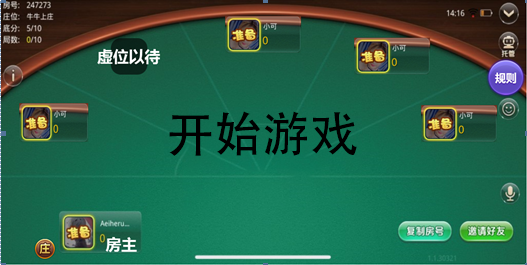 房号: 247273
庄位: 牛牛上庄
底分: 5/10
局数: 0/10
14:16
小可
准备
0
小可
准备
0
虚位以待
托管
规则
小可
准备
0
小可
准备
0
开始游戏
Aeiheru...
准备
0
庄
房主
复制房号
邀请好友
1.1.30321